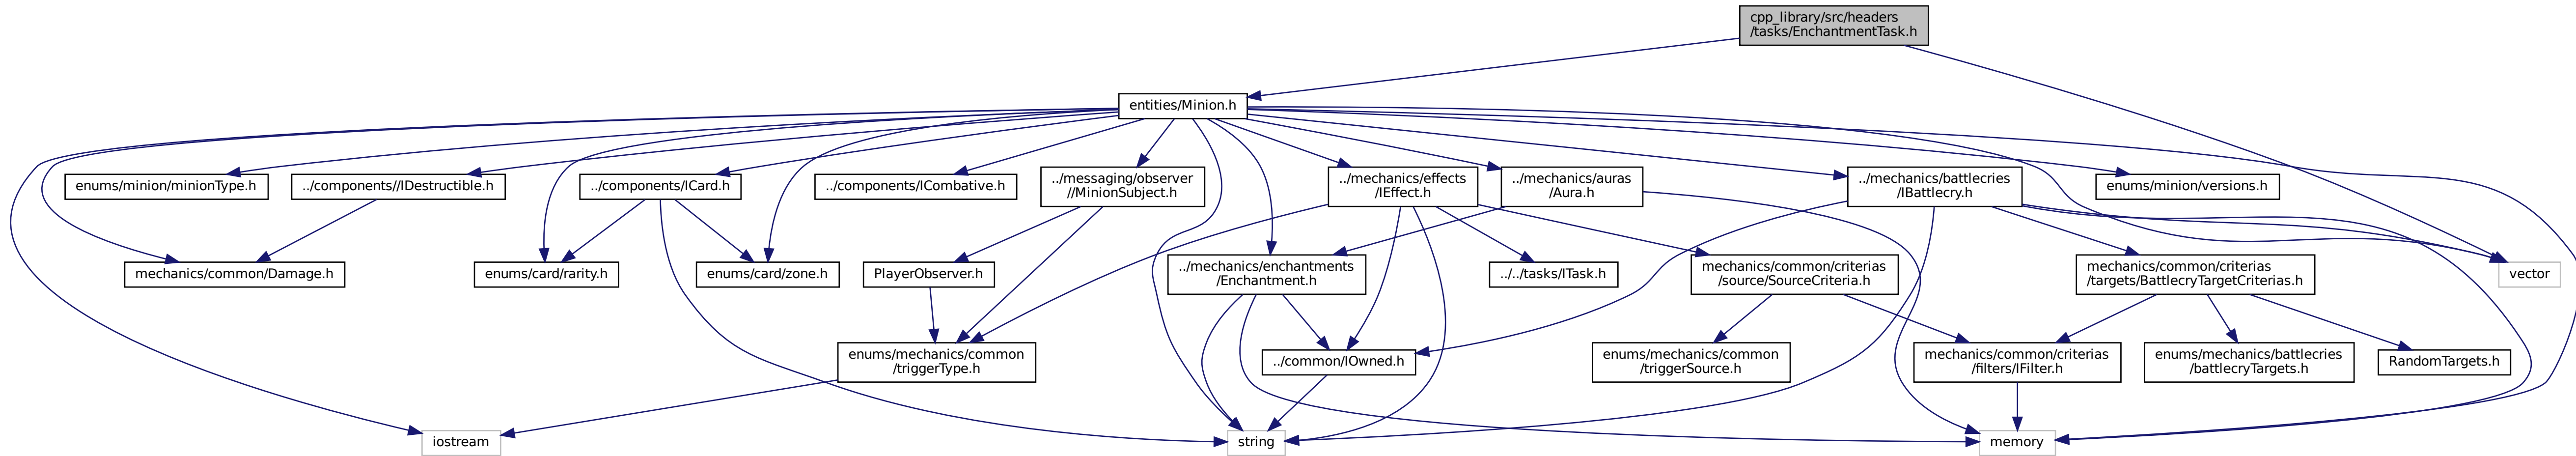 cpp_library/src/headers
/tasks/EnchantmentTask.h
entities/Minion.h
enums/minion/minionType.h
../components//IDestructible.h
../components/ICard.h
../components/ICombative.h
../messaging/observer
//MinionSubject.h
../mechanics/effects
/IEffect.h
../mechanics/auras
/Aura.h
../mechanics/battlecries
/IBattlecry.h
enums/minion/versions.h
mechanics/common/Damage.h
enums/card/rarity.h
enums/card/zone.h
PlayerObserver.h
../mechanics/enchantments
/Enchantment.h
../../tasks/ITask.h
mechanics/common/criterias
/source/SourceCriteria.h
mechanics/common/criterias
/targets/BattlecryTargetCriterias.h
vector
enums/mechanics/common
/triggerType.h
../common/IOwned.h
enums/mechanics/common
/triggerSource.h
mechanics/common/criterias
/filters/IFilter.h
enums/mechanics/battlecries
/battlecryTargets.h
RandomTargets.h
iostream
string
memory